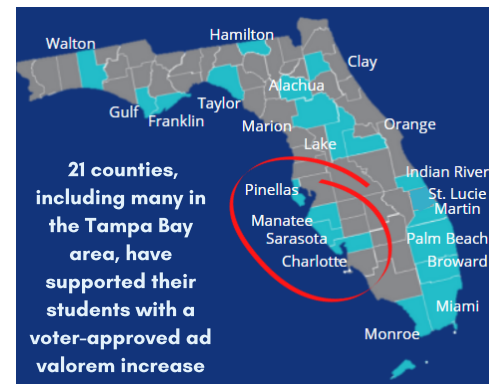 Hamilton
Walton
Clay
Alachua
Taylor
Gulf
Franklin
Marion
Orange
Lake
21 counties,
including many in
the Tampa Bay
area, have
supported their
students with a
voter-approved ad
valorem increase
Indian River
Pinellas
St. Lucie
Martin
Manatee
Sarasota
Palm Beach
Charlotte
Broward
Miami
Monroe